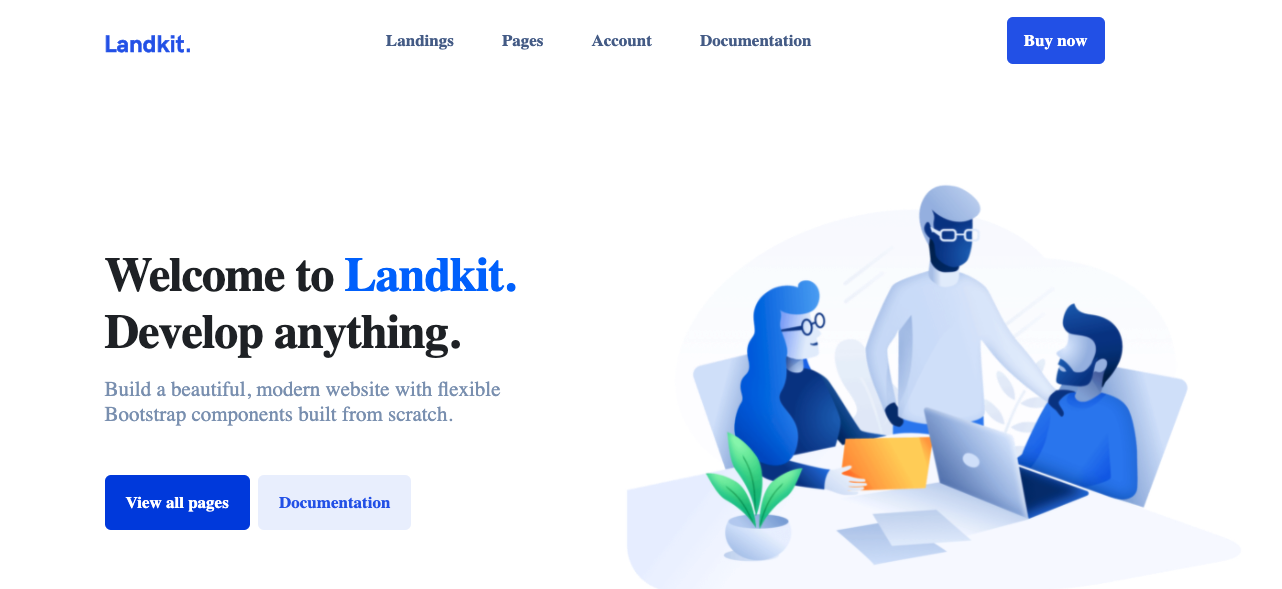 Landkit.
Landings
Pages
Account
Documentation
Buy now
Welcome to Landkit.
Develop anything.
Build a beautiful, modern website with flexible
Bootstrap components built from scratch.
View all pages
Documentation